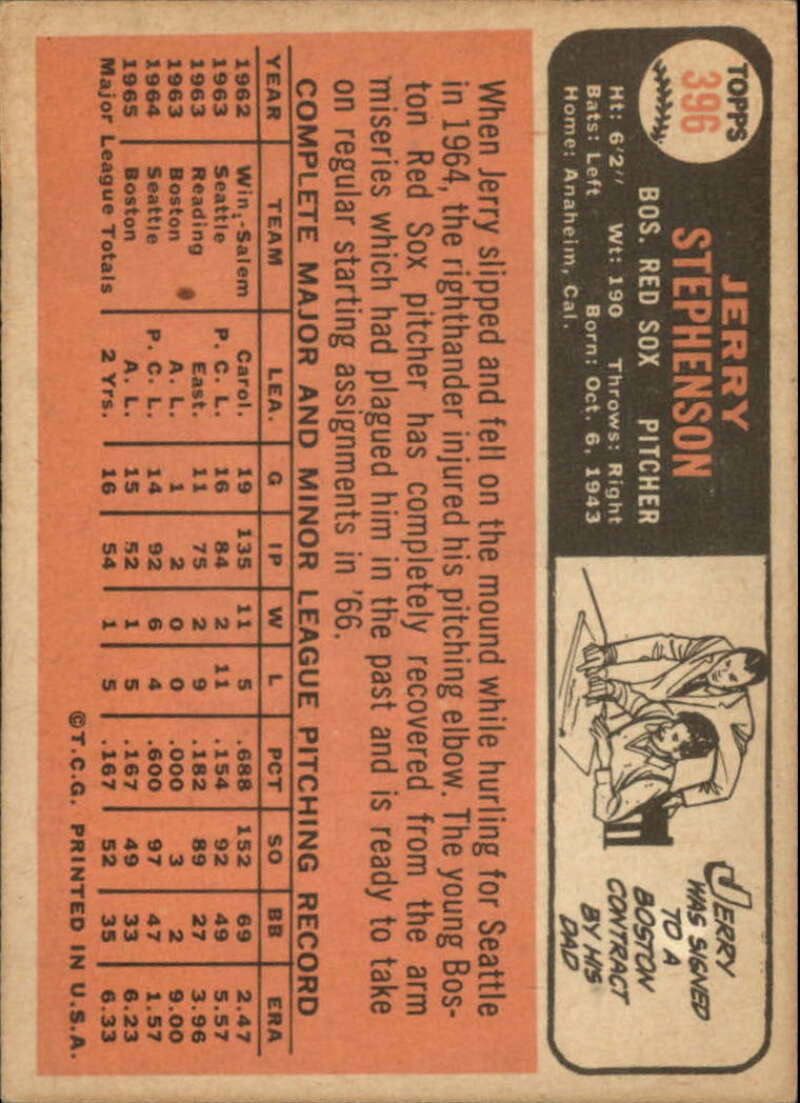 TOPPS
396
JERRY
STEPHENSON
BOS. RED SOX PITCHER
Ht: 6'2" Wt: 190 Throws: Right
Bats: Left Born: Oct. 6, 1943
Home: Anaheim, Cal.
JERRY
WAS SIGNED
TO A
BOSTON
CONTRACT
BY HIS
DAD
When Jerry slipped and fell on the mound while hurling for Seattle
in 1964, the righthander injured his pitching elbow. The young Bos-
ton Red Sox pitcher has completely recovered from the arm
miseries which had plagued him in the past and is ready to take
on regular starting assignments in '66.
COMPLETE MAJOR AND MINOR LEAGUE PITCHING RECORD
YEAR TEAM LEA. G IP W L PCT SO BB ERA
1962 Win.-Salem Carol. 19 135 11 5 .688 152 69 2.47
1963 Seattle P. C. L. 16 84 2 11 .154 92 49 5.57
1963 Reading East. 11 75 2 9 .182 89 27 3.96
1963 Boston A. L. 1 2 0 0 .000 3 2 9.00
1964 Seattle P. C. L. 14 92 6 4 .600 97 47 1.57
1965 Boston A. L. 15 52 1 5 .167 49 33 6.23
Major League Totals 2 Yrs. 16 54 1 5 .167 52 35 6.33
©T.C.G. PRINTED IN U.S.A.